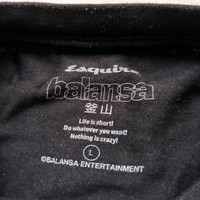 Esquire
balansa
釜山
Life is short!
Do whatever you want!
Nothing is crazy!
L
©BALANSA ENTERTAINMENT